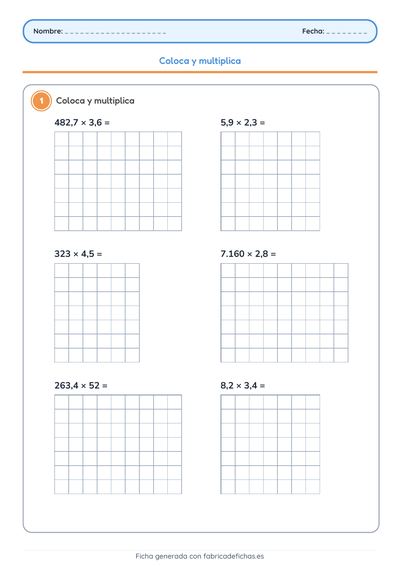 Nombre: Fecha:
Coloca y multiplica
1 Coloca y multiplica
482,7 × 3,6 = 5,9 × 2,3 =
323 × 4,5 = 7.160 × 2,8 =
263,4 × 52 = 8,2 × 3,4 =
Ficha generada con fabricadefichas.es